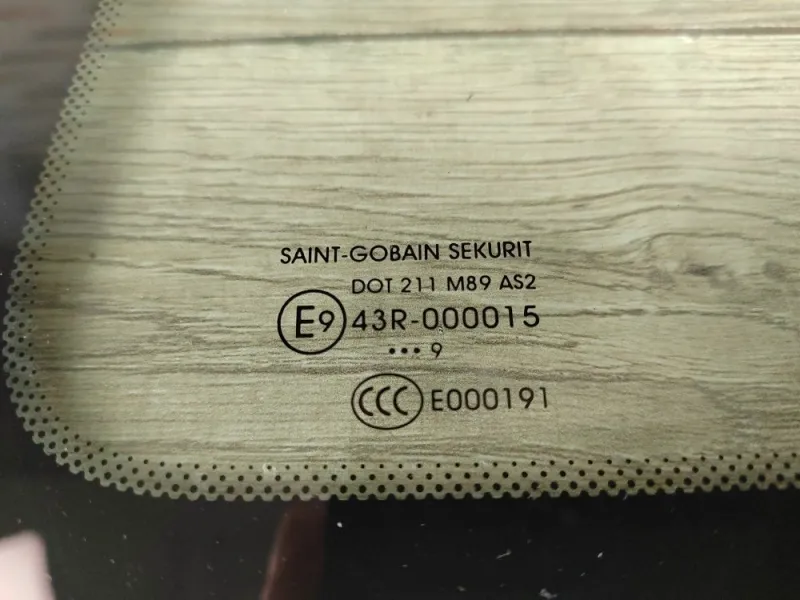 SAINT-GOBAIN SEKURIT
DOT 211 M89 AS2
E9 43R-000015
••• 9
CCC E000191